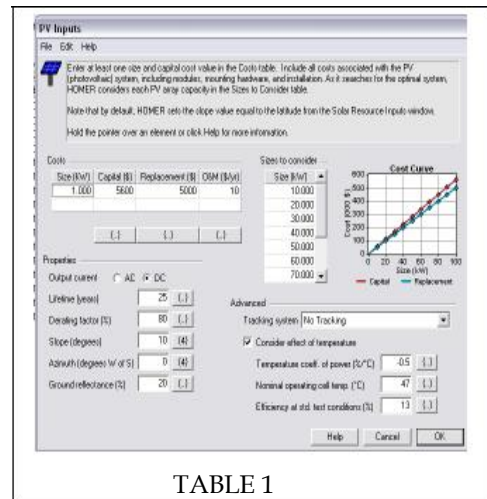 PV Inputs
File Edit Help
Enter at least one size and capital cost value in the Costs table. Include all costs associated with the PV
(photovoltaic) system, including modules, mounting hardware, and installation. As it searches for the optimal system,
HOMER considers each PV array capacity in the Sizes to Consider table.
Note that by default, HOMER sets the slope value equal to the latitude from the Solar Resource Inputs window.
Hold the pointer over an element or click Help for more information.
Costs
Size (kW) Capital ($) Replacement ($) O&M ($/yr)
1.000 5600 5000 10
{..} {..} {..}
Sizes to consider
Size (kW)
10.000
20.000
30.000
40.000
50.000
60.000
70.000
Cost Curve
Cost (000 $)
600
500
400
300
200
100
0
0 20 40 60 80 100
Size (kW)
Capital Replacement
Properties
Output current AC DC
Lifetime (years) 25 {..}
Derating factor (%) 80 {..}
Slope (degrees) 10 {4}
Azimuth (degrees W of S) 0 {4}
Ground reflectance (%) 20 {..}
Advanced
Tracking system No Tracking
Consider effect of temperature
Temperature coeff. of power (%/°C) -0.5 {..}
Nominal operating cell temp. (°C) 47 {..}
Efficiency at std. test conditions (%) 13 {..}
Help Cancel OK
TABLE 1